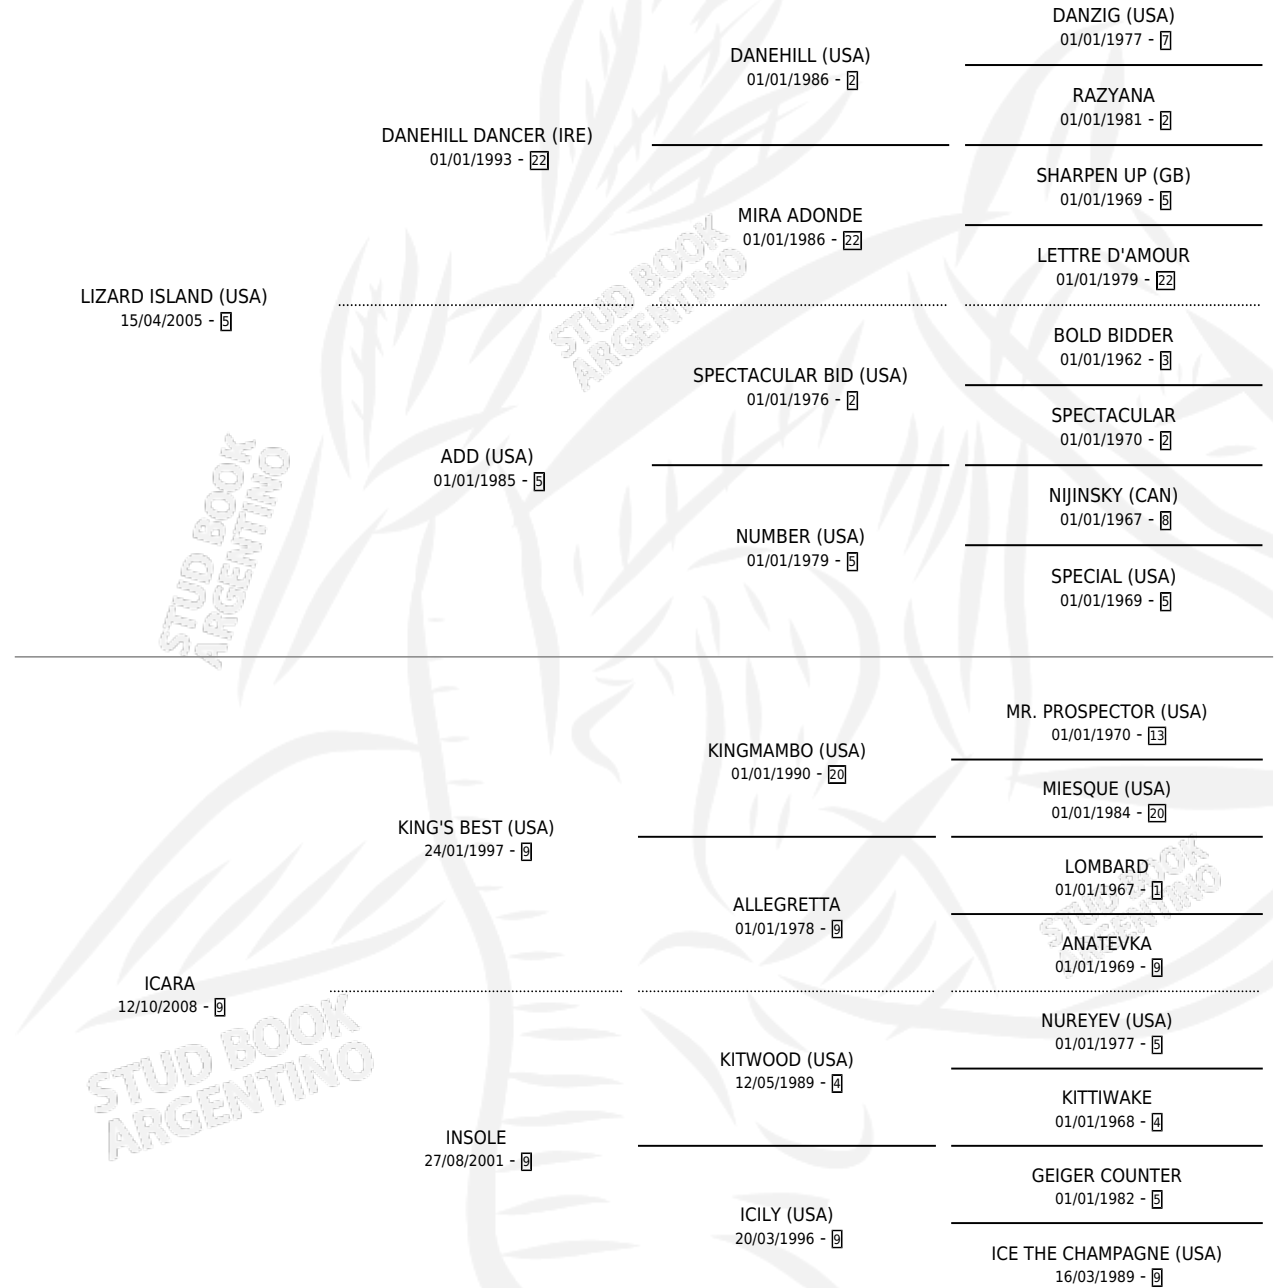 DANZIG (USA)
01/01/1977 - 7
DANEHILL (USA)
01/01/1986 - 2
RAZYANA
01/01/1981 - 2
DANEHILL DANCER (IRE)
01/01/1993 - 22
SHARPEN UP (GB)
01/01/1969 - 5
MIRA ADONDE
01/01/1986 - 22
LETTRE D'AMOUR
01/01/1979 - 22
LIZARD ISLAND (USA)
15/04/2005 - 5
STUD BOOK
ARGENTINO
BOLD BIDDER
01/01/1962 - 3
SPECTACULAR BID (USA)
01/01/1976 - 2
SPECTACULAR
01/01/1970 - 2
ADD (USA)
01/01/1985 - 5
NIJINSKY (CAN)
01/01/1967 - 8
NUMBER (USA)
01/01/1979 - 5
SPECIAL (USA)
01/01/1969 - 5
STUD BOOK
ARGENTINO
MR. PROSPECTOR (USA)
01/01/1970 - 13
KINGMAMBO (USA)
01/01/1990 - 20
MIESQUE (USA)
01/01/1984 - 20
KING'S BEST (USA)
24/01/1997 - 9
LOMBARD
01/01/1967 - 1
ALLEGRETTA
01/01/1978 - 9
STUD BOOK
ARGENTINO
ANATEVKA
01/01/1969 - 9
ICARA
12/10/2008 - 9
NUREYEV (USA)
01/01/1977 - 5
KITWOOD (USA)
12/05/1989 - 4
STUD BOOK
ARGENTINO
KITTIWAKE
01/01/1968 - 4
INSOLE
27/08/2001 - 9
GEIGER COUNTER
01/01/1982 - 5
ICILY (USA)
20/03/1996 - 9
ICE THE CHAMPAGNE (USA)
16/03/1989 - 9